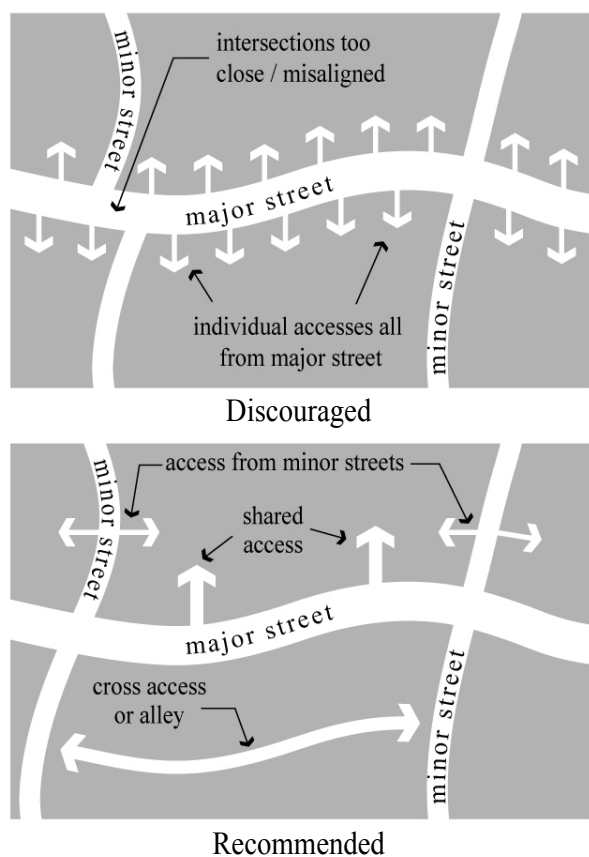 minor street
intersections too
close / misaligned
major street
minor street
individual accesses all
from major street
Discouraged
minor street
access from minor streets
shared
access
major street
minor street
cross access
or alley
Recommended